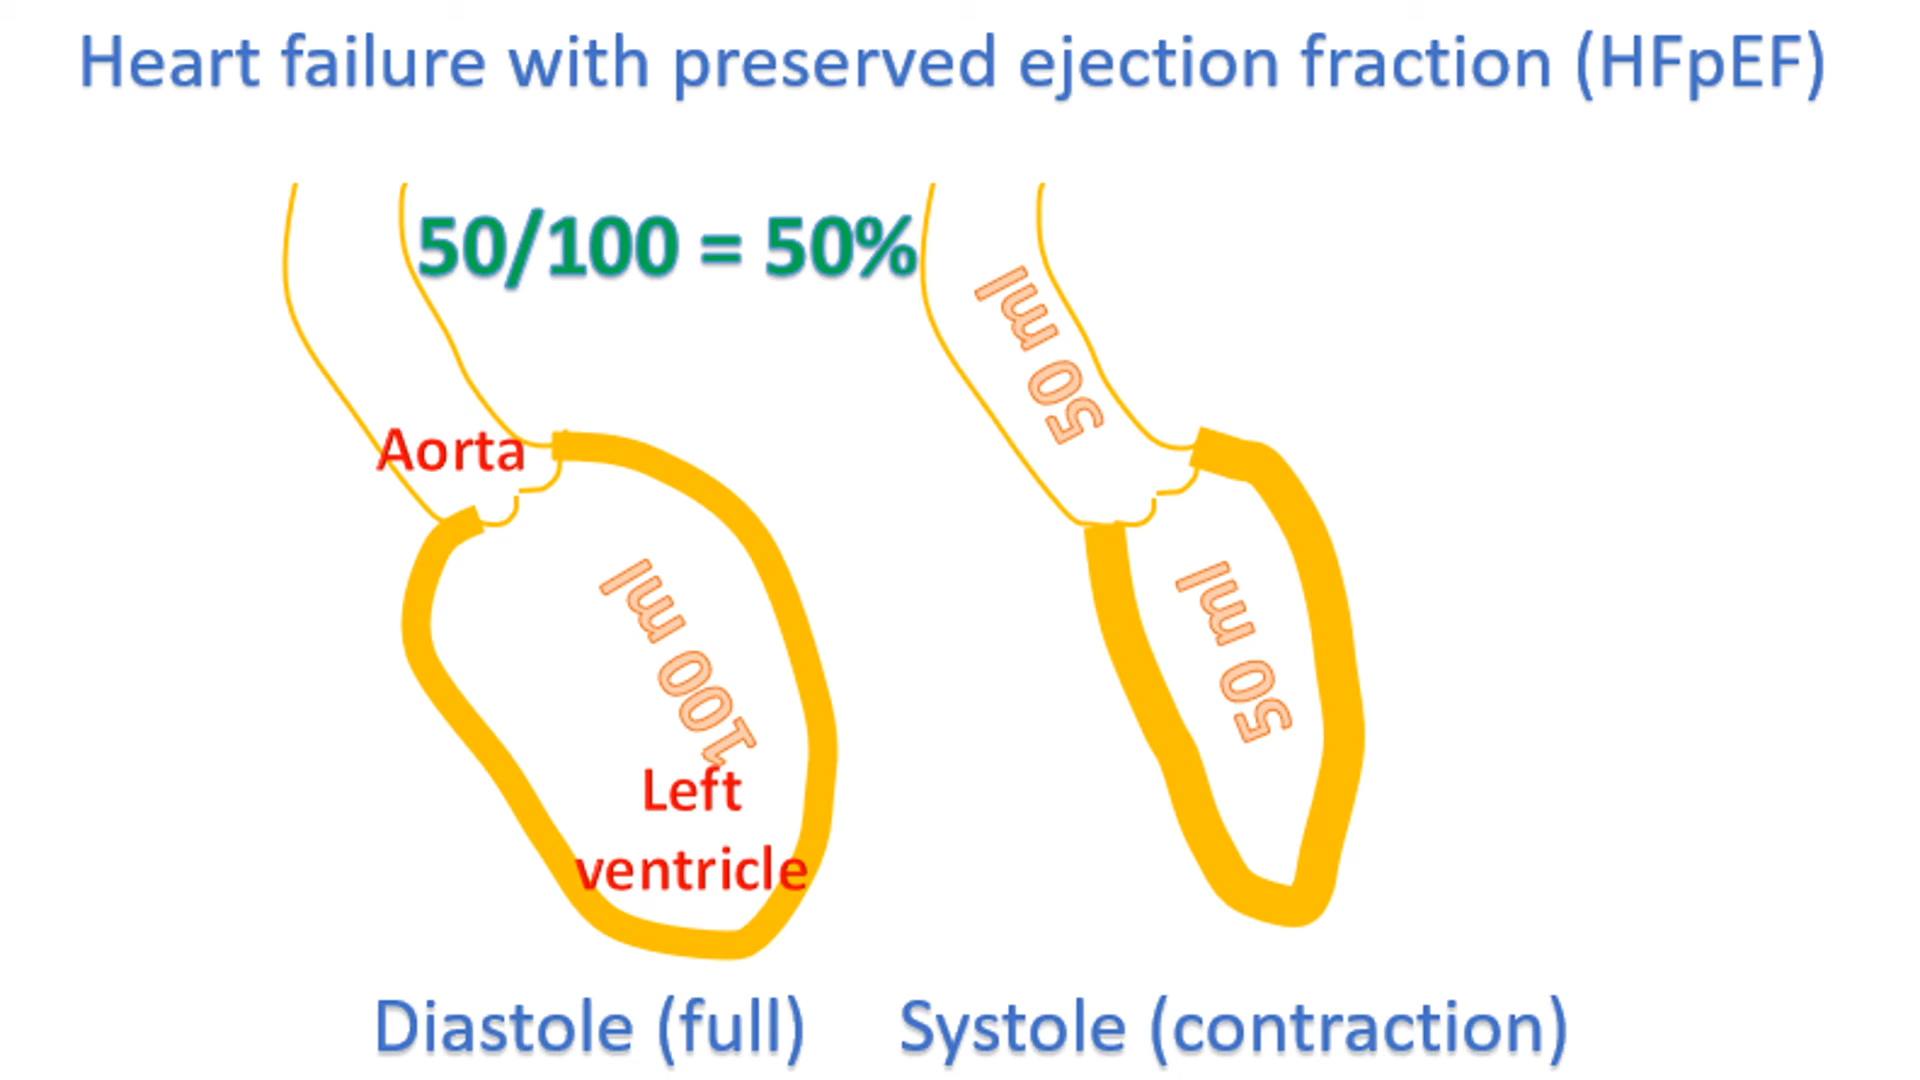 Heart failure with preserved ejection fraction (HFpEF)
50/100 = 50%
50 ml
Aorta
100 ml
50 ml
Left
ventricle
Diastole (full)
Systole (contraction)